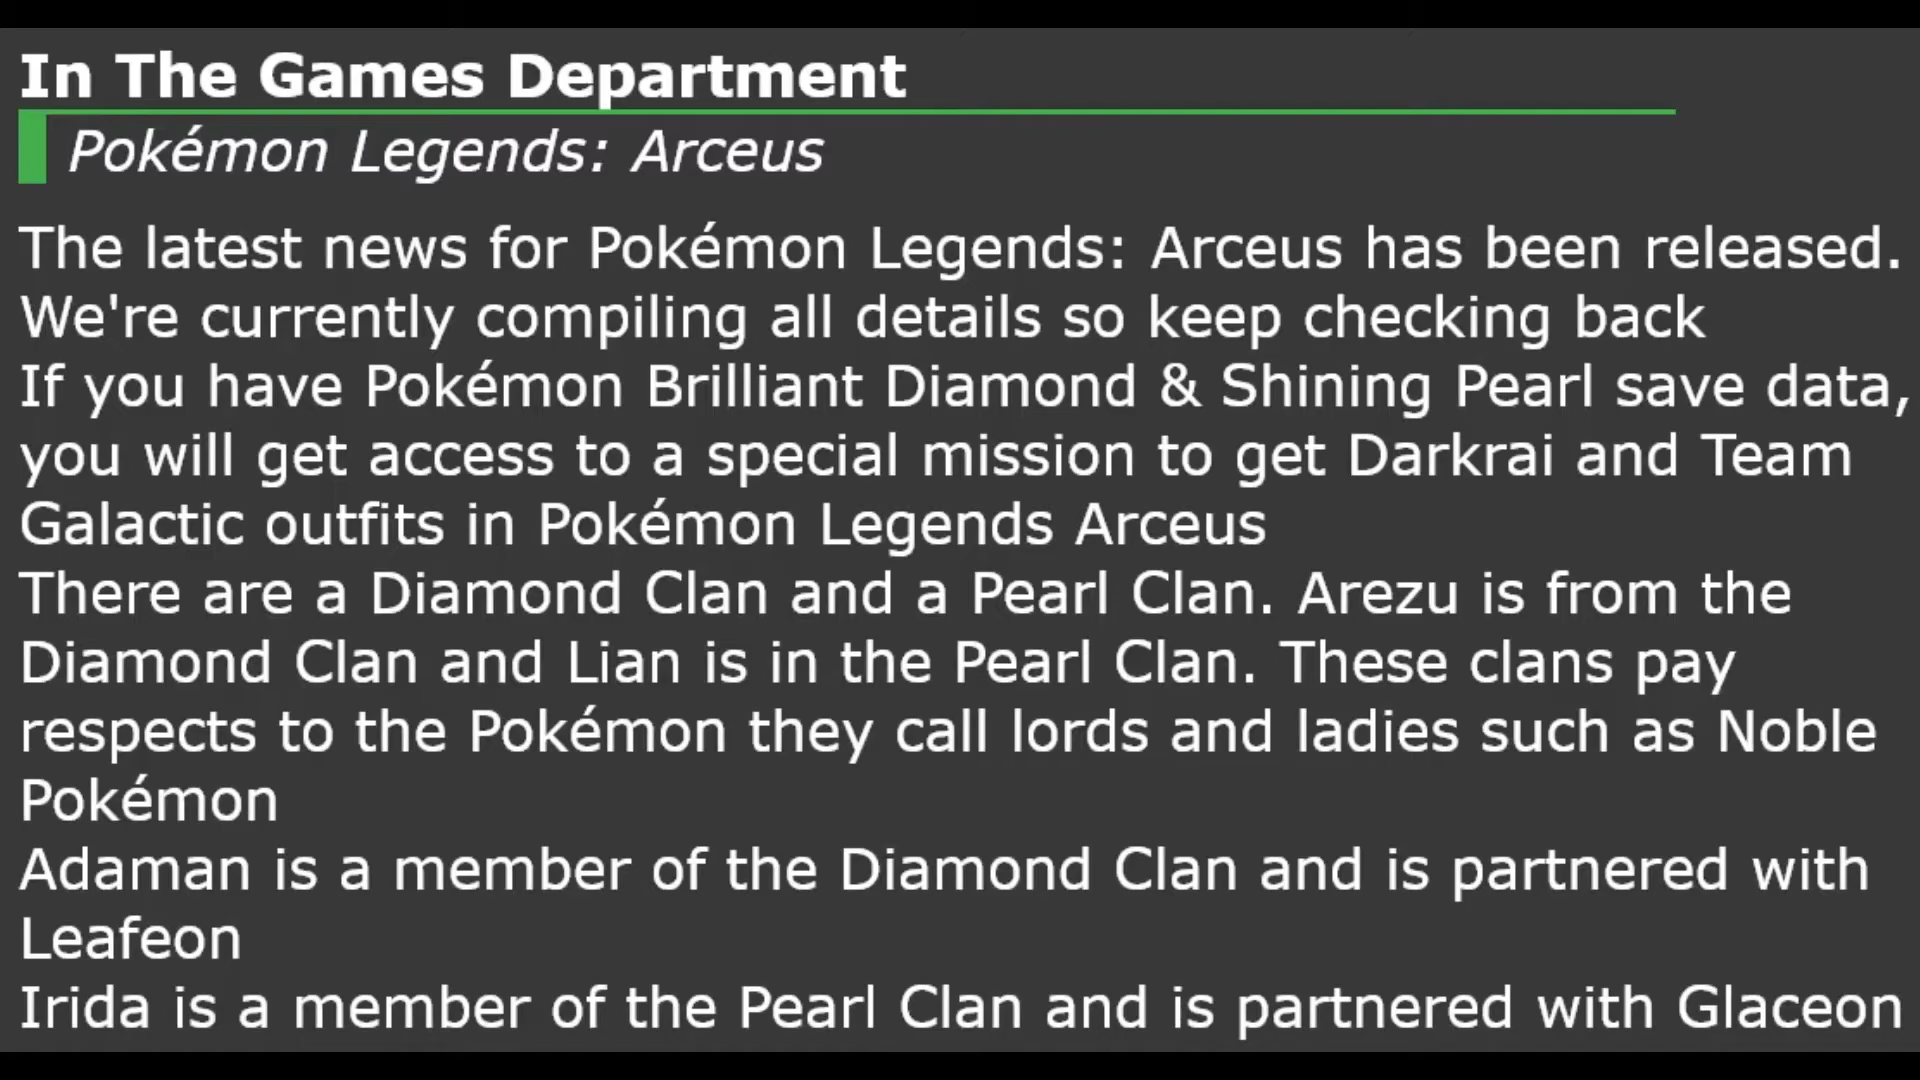 In The Games Department
Pokémon Legends: Arceus
The latest news for Pokémon Legends: Arceus has been released.
We're currently compiling all details so keep checking back
If you have Pokémon Brilliant Diamond & Shining Pearl save data,
you will get access to a special mission to get Darkrai and Team
Galactic outfits in Pokémon Legends Arceus
There are a Diamond Clan and a Pearl Clan. Arezu is from the
Diamond Clan and Lian is in the Pearl Clan. These clans pay
respects to the Pokémon they call lords and ladies such as Noble
Pokémon
Adaman is a member of the Diamond Clan and is partnered with
Leafeon
Irida is a member of the Pearl Clan and is partnered with Glaceon